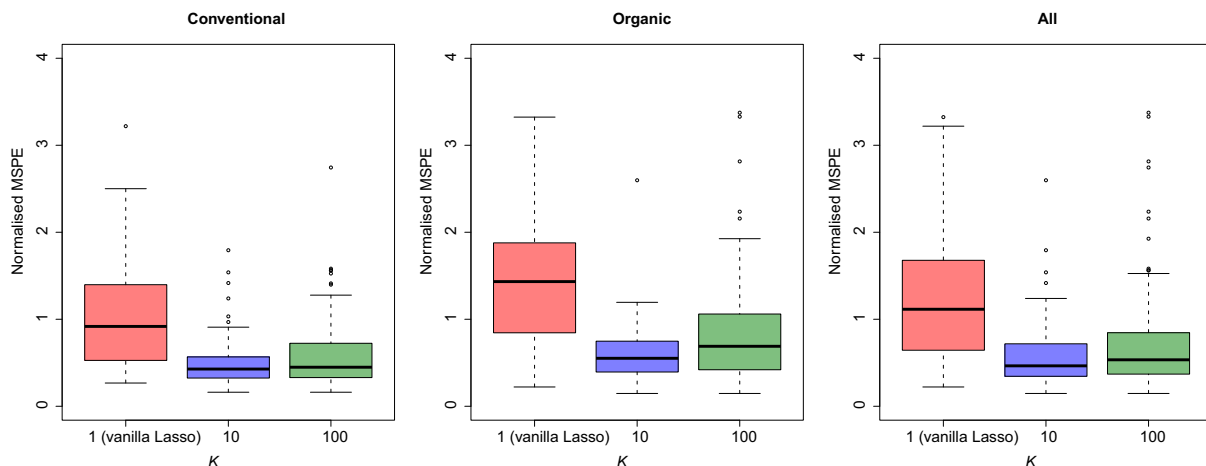 Conventional
Normalised MSPE
4
3
2
1
0
1 (vanilla Lasso)
10
100
K
Organic
Normalised MSPE
4
3
2
1
0
1 (vanilla Lasso)
10
100
K
All
Normalised MSPE
4
3
2
1
0
1 (vanilla Lasso)
10
100
K